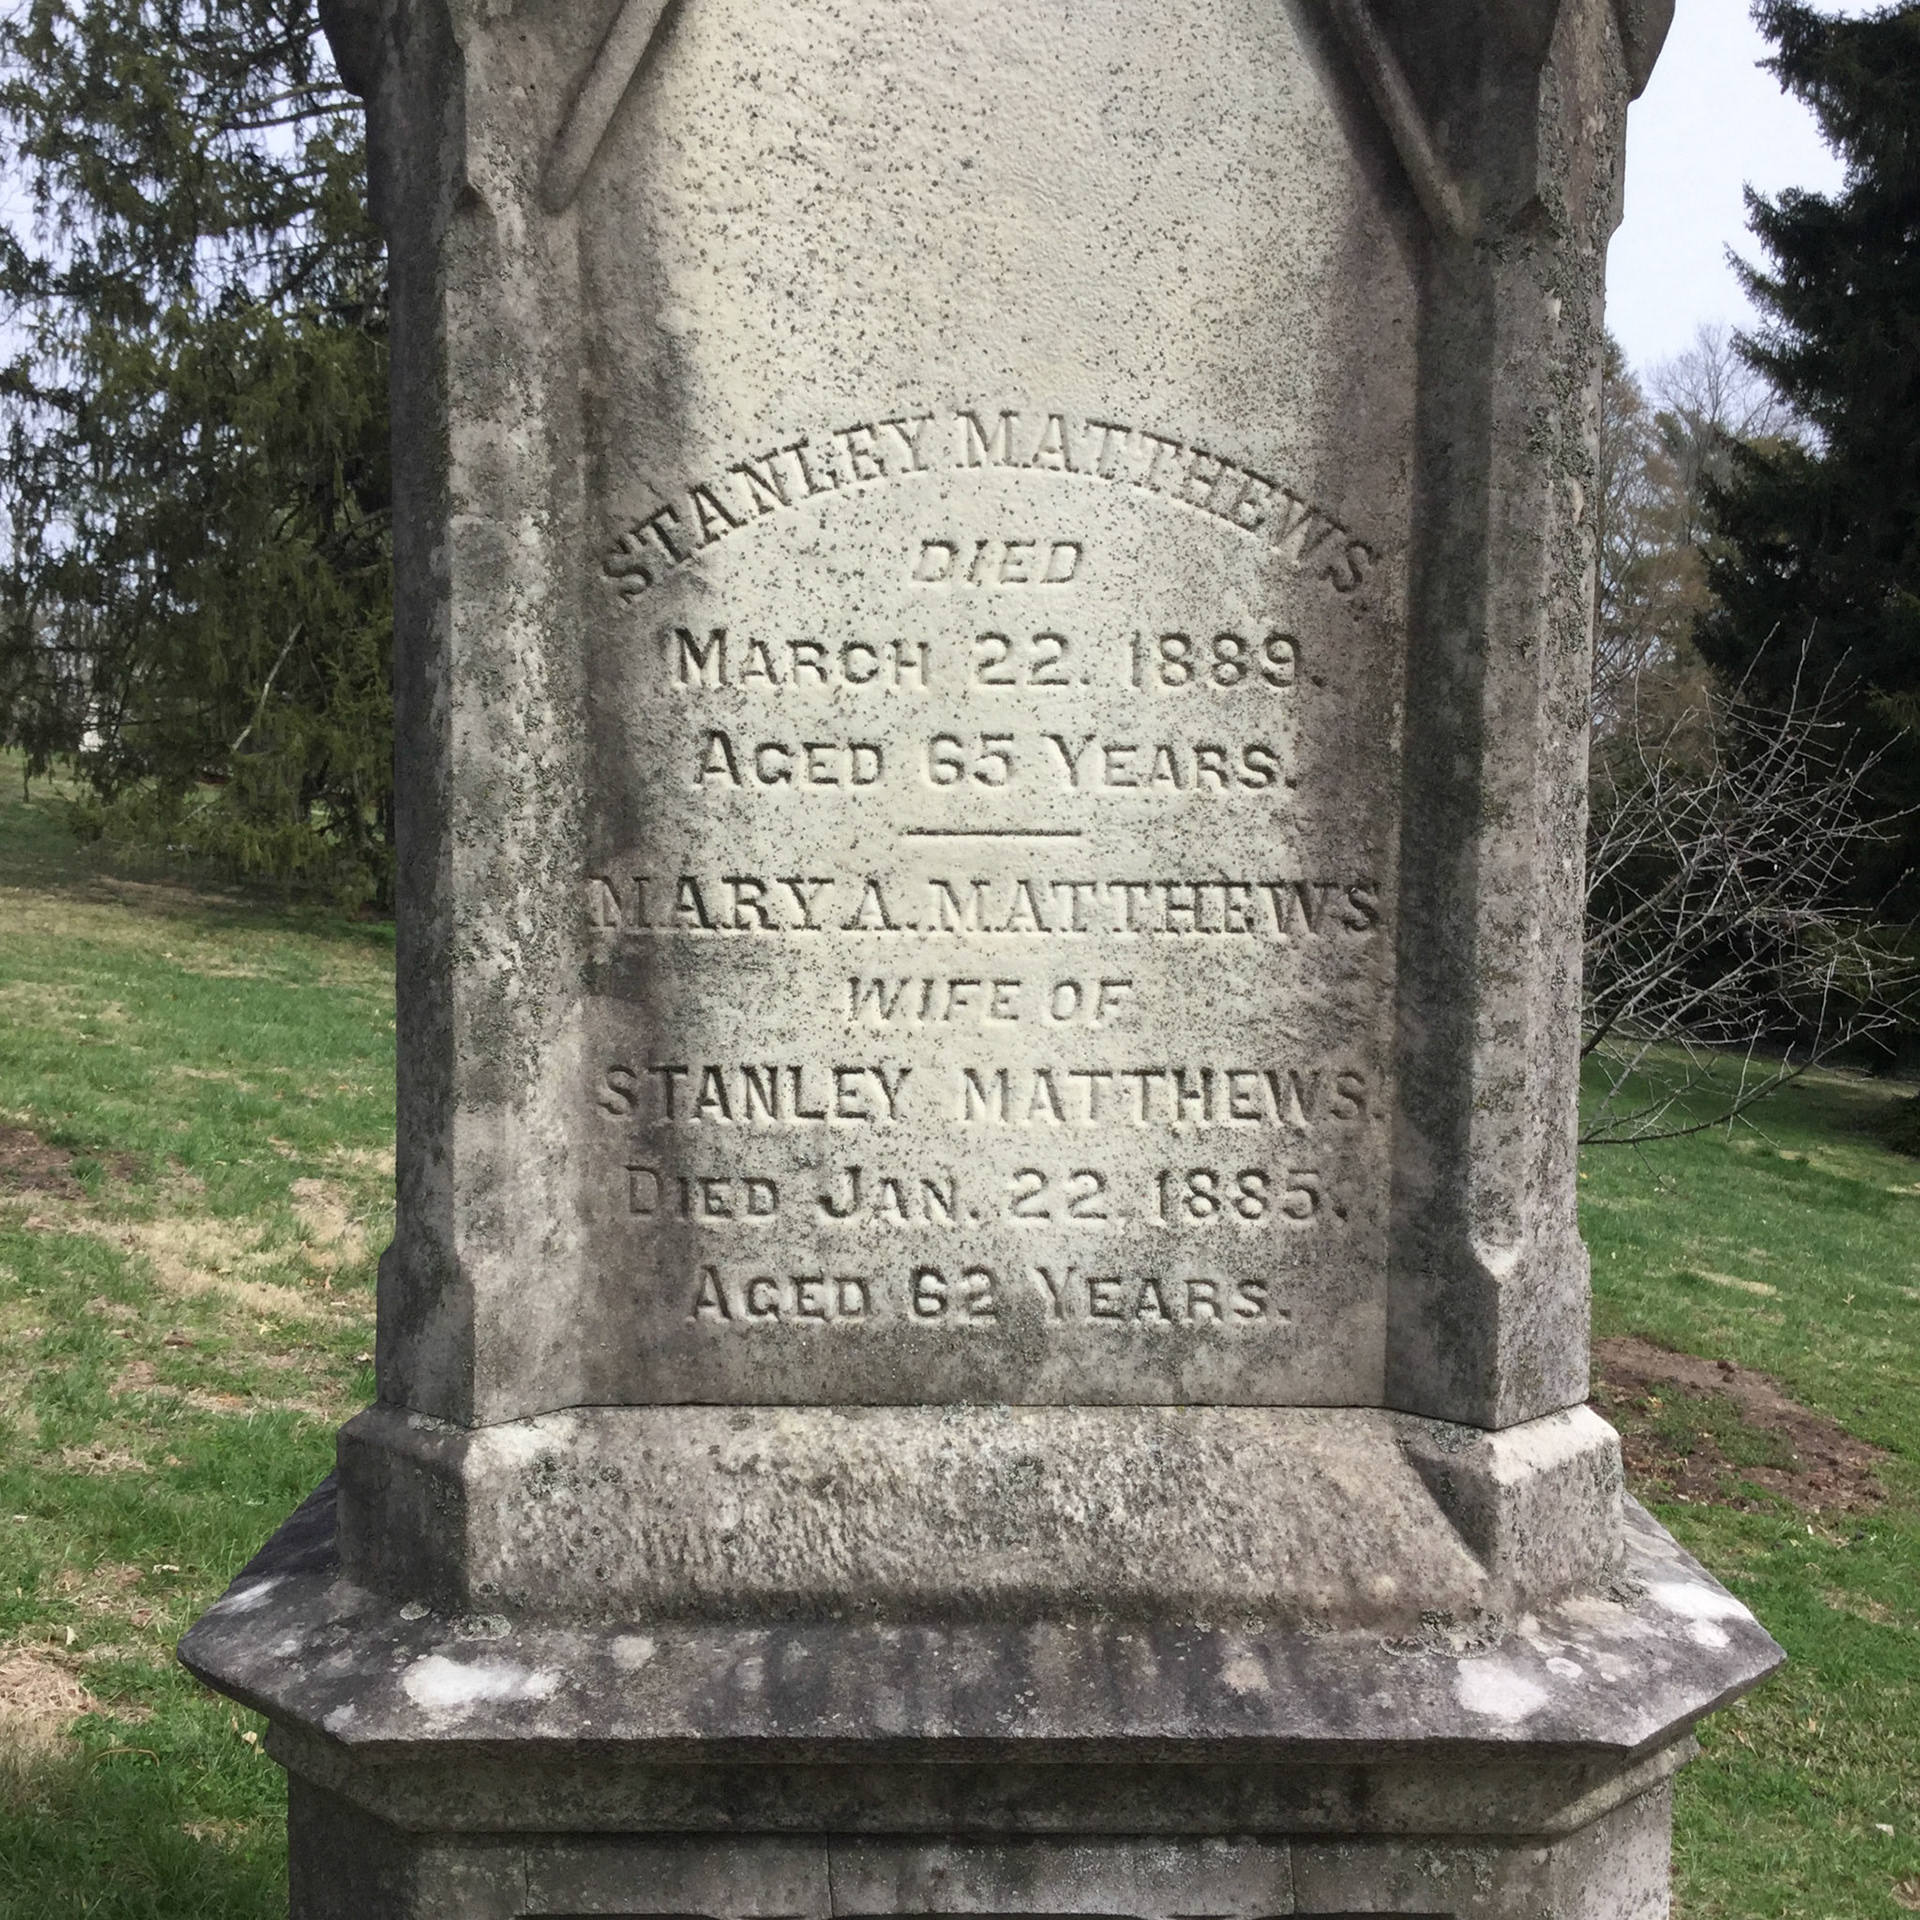 STANLEY MATTHEWS.
DIED
MARCH 22. 1889.
AGED 65 YEARS.
MARY A. MATTHEWS
WIFE OF
STANLEY MATTHEWS.
DIED JAN. 22. 1885.
AGED 62 YEARS.